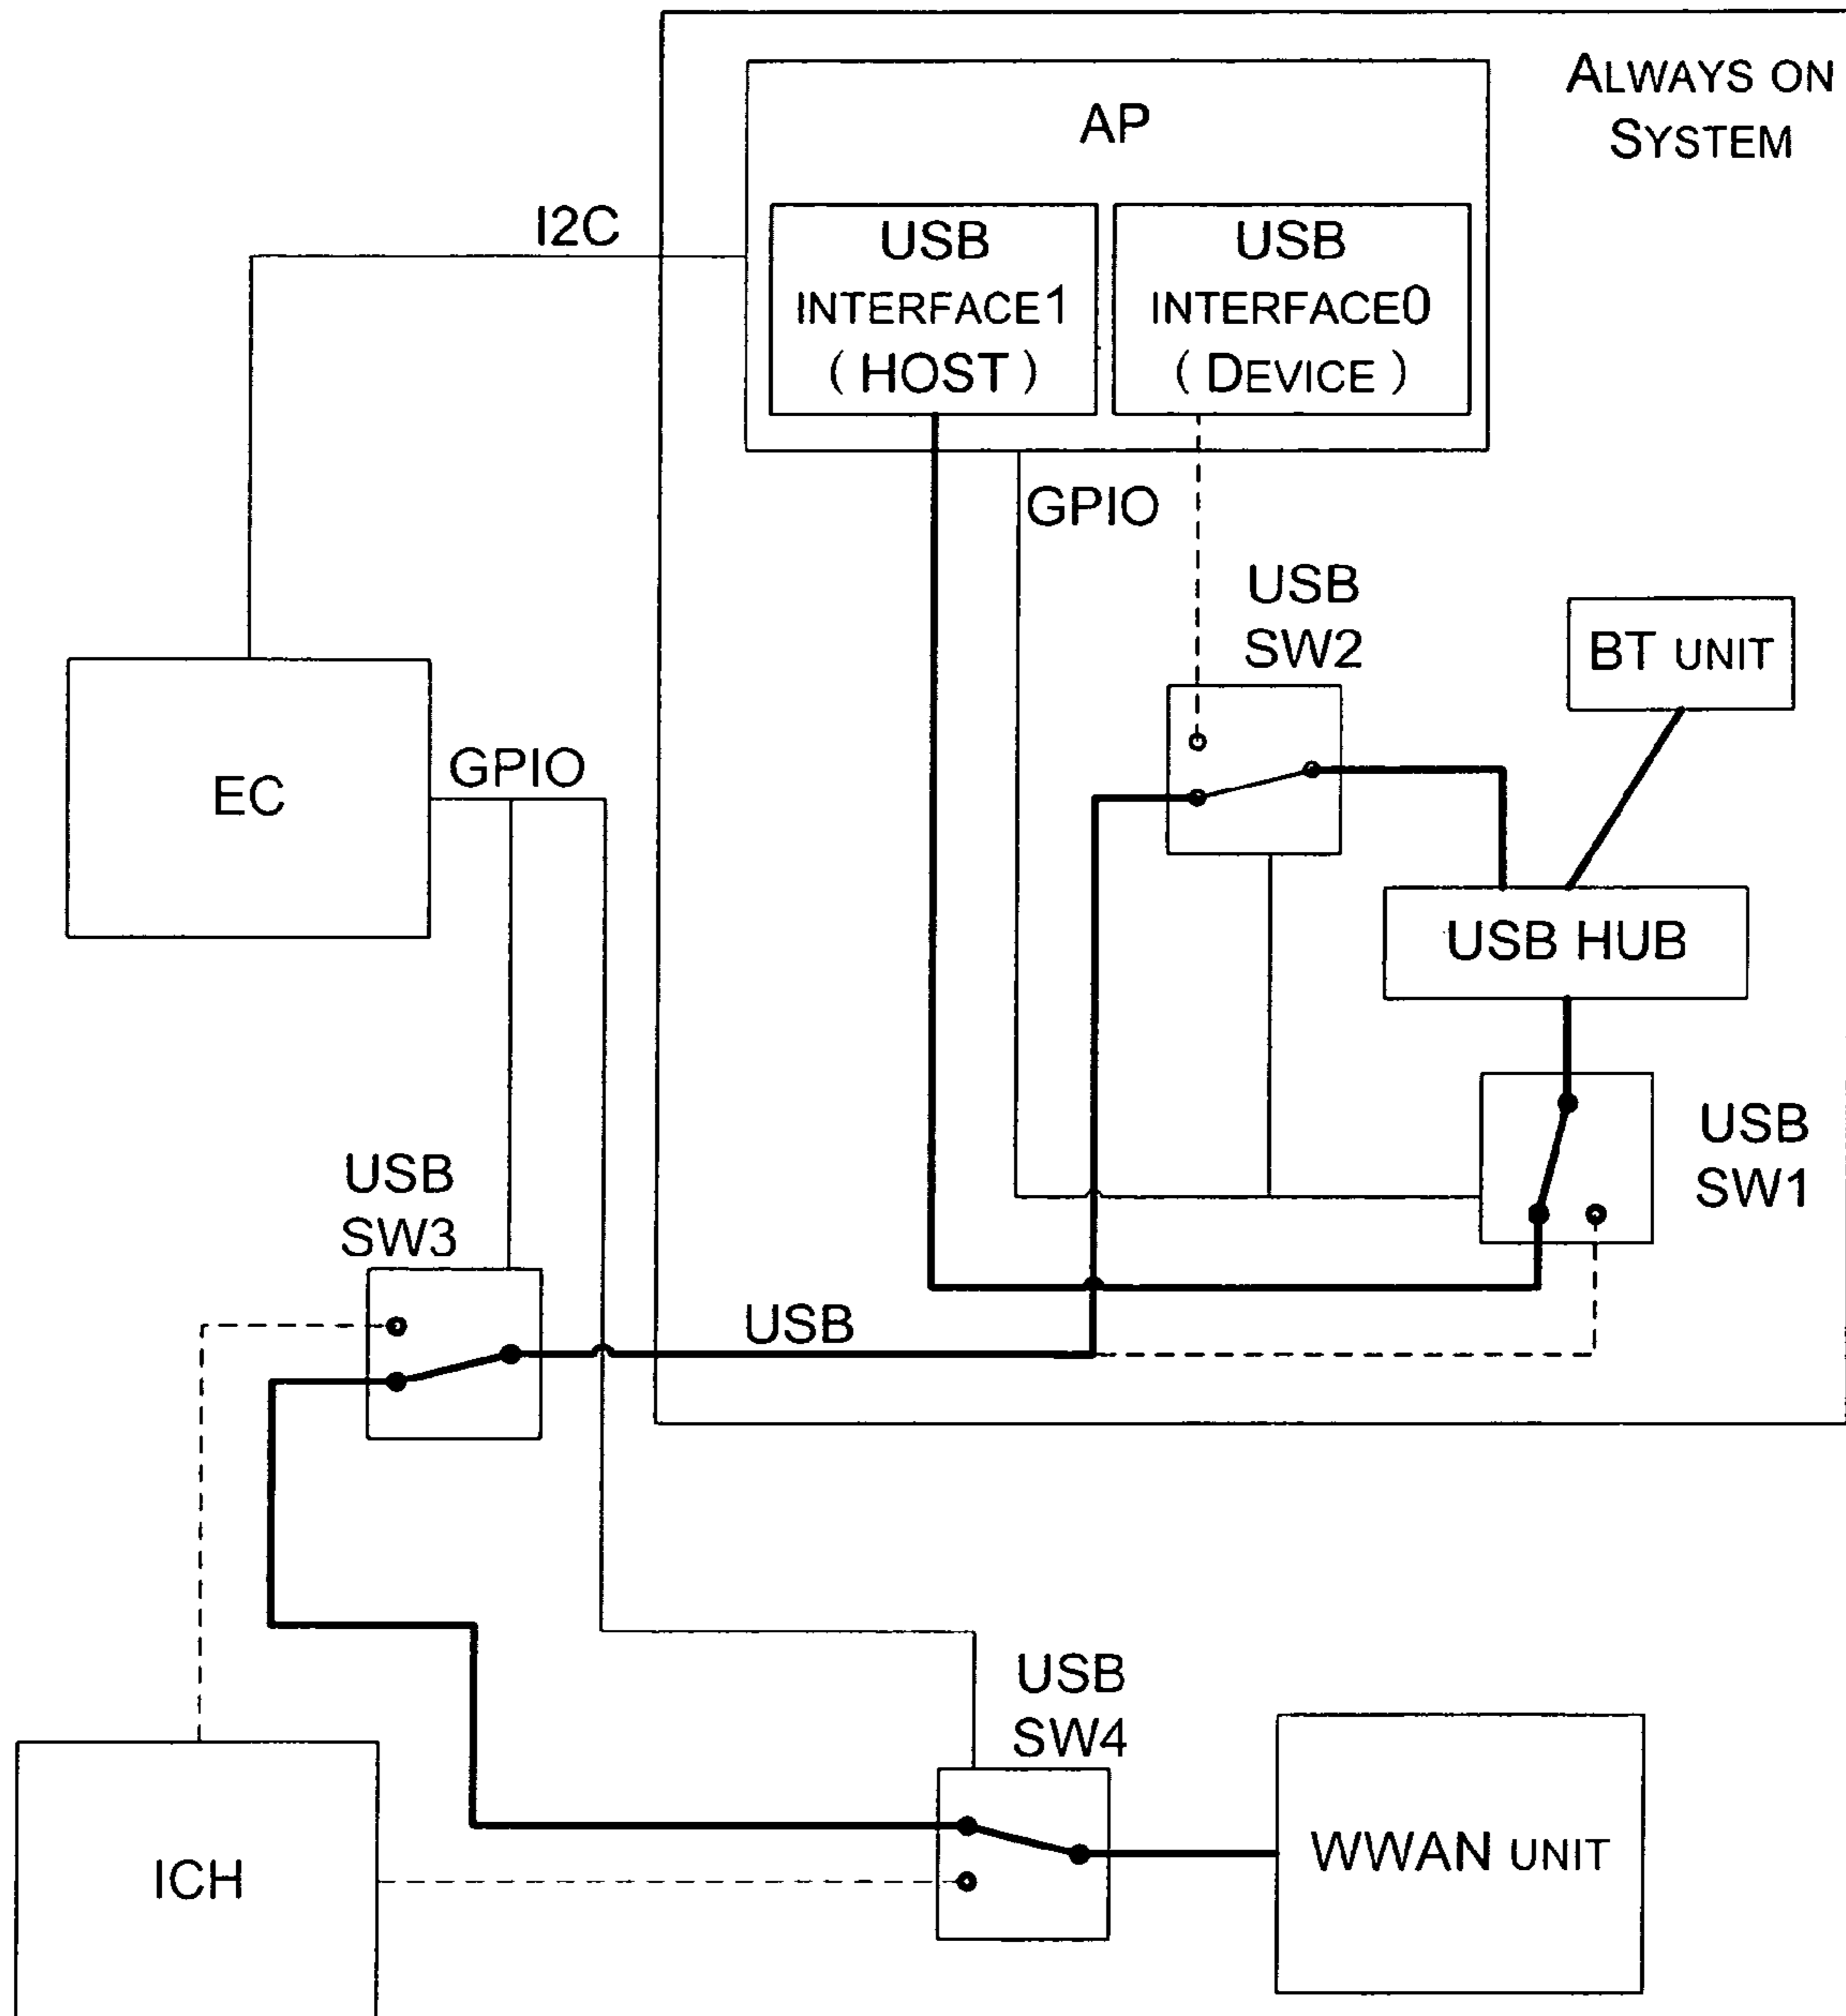 ALWAYS ON
SYSTEM
AP
I2C
USB
INTERFACE1
( HOST )
USB
INTERFACE0
( DEVICE )
GPIO
USB
SW2
BT UNIT
EC
GPIO
USB HUB
USB
SW1
USB
SW3
USB
USB
SW4
WWAN UNIT
ICH